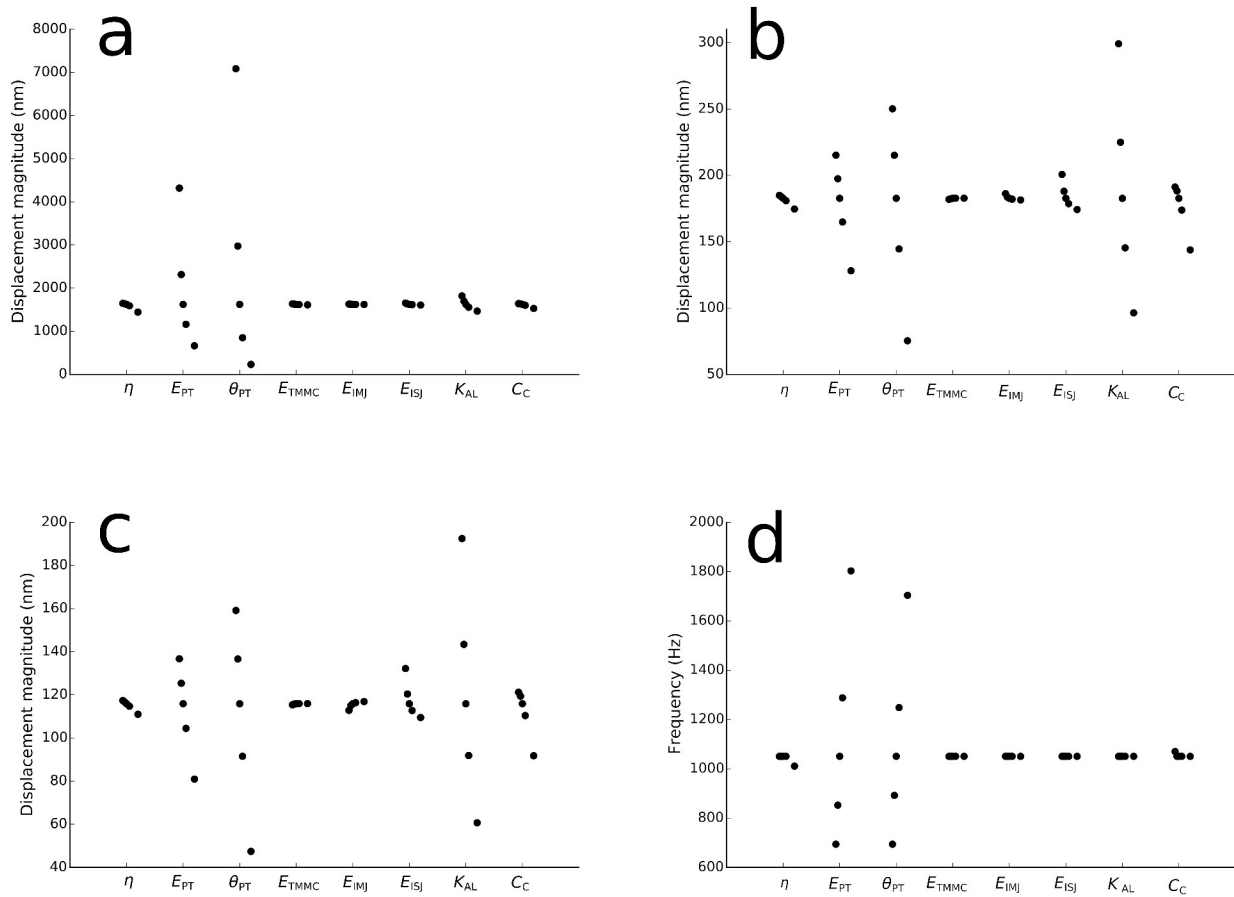 a
Displacement magnitude (nm)
8000
7000
6000
5000
4000
3000
2000
1000
0
η E_PT θ_PT E_TMMC E_IMJ E_ISJ K_AL C_C
b
Displacement magnitude (nm)
300
250
200
150
100
50
η E_PT θ_PT E_TMMC E_IMJ E_ISJ K_AL C_C
c
Displacement magnitude (nm)
200
180
160
140
120
100
80
60
40
η E_PT θ_PT E_TMMC E_IMJ E_ISJ K_AL C_C
d
Frequency (Hz)
2000
1800
1600
1400
1200
1000
800
600
η E_PT θ_PT E_TMMC E_IMJ E_ISJ K_AL C_C